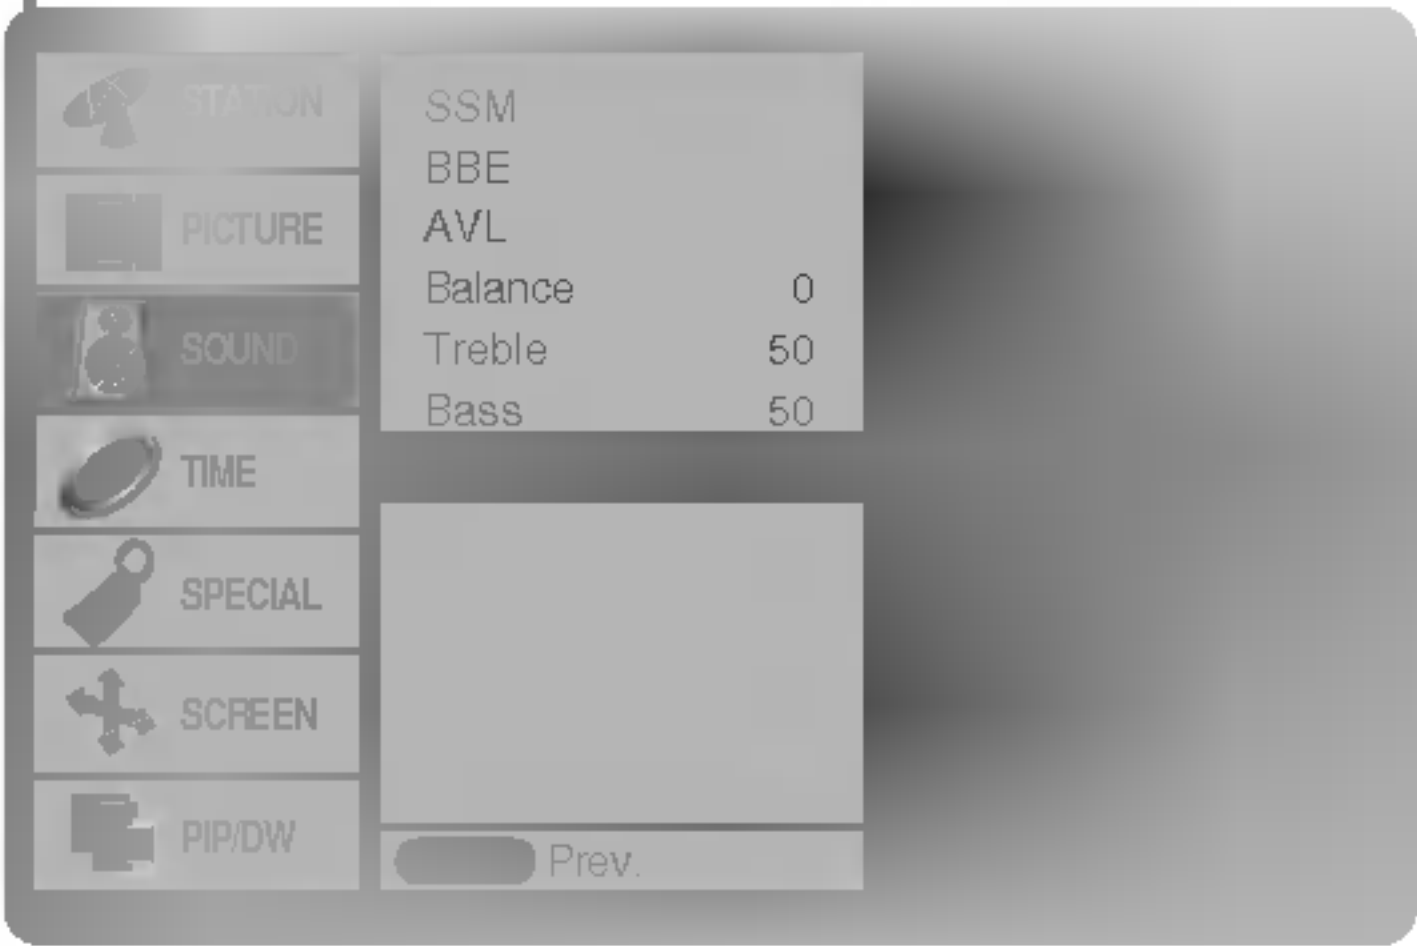 STATION
PICTURE
SOUND
TIME
SPECIAL
SCREEN
PIP/DW
SSM
BBE
AVL
Balance 0
Treble 50
Bass 50
Prev.